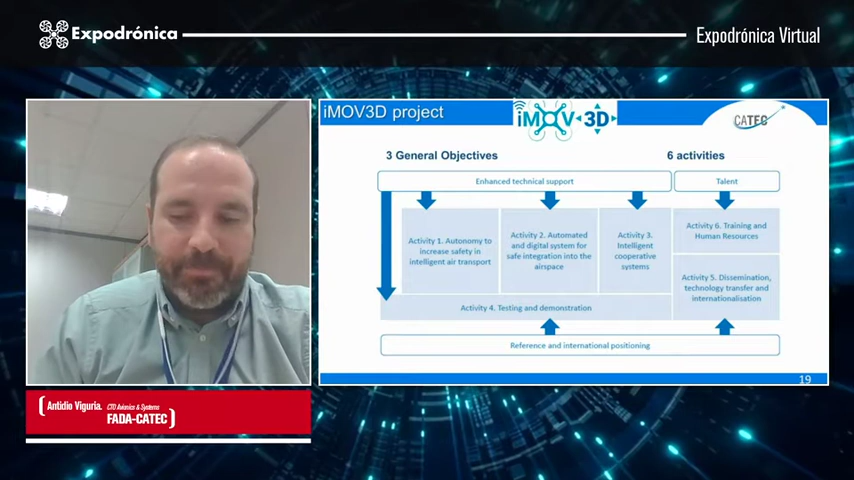 Expodrónica
Expodrónica Virtual
iMOV3D project
iMOV 3D
CATEC
3 General Objectives
6 activities
Enhanced technical support
Talent
Activity 1. Autonomy to
increase safety in
intelligent air transport
Activity 2. Automated
and digital system for
safe integration into the
airspace
Activity 3.
Intelligent
cooperative
systems
Activity 6. Training and
Human Resources
Activity 5. Dissemination,
technology transfer and
internationalisation
Activity 4. Testing and demonstration
Reference and international positioning
19
Antidio Viguria. CTO Avionics & Systems
FADA-CATEC